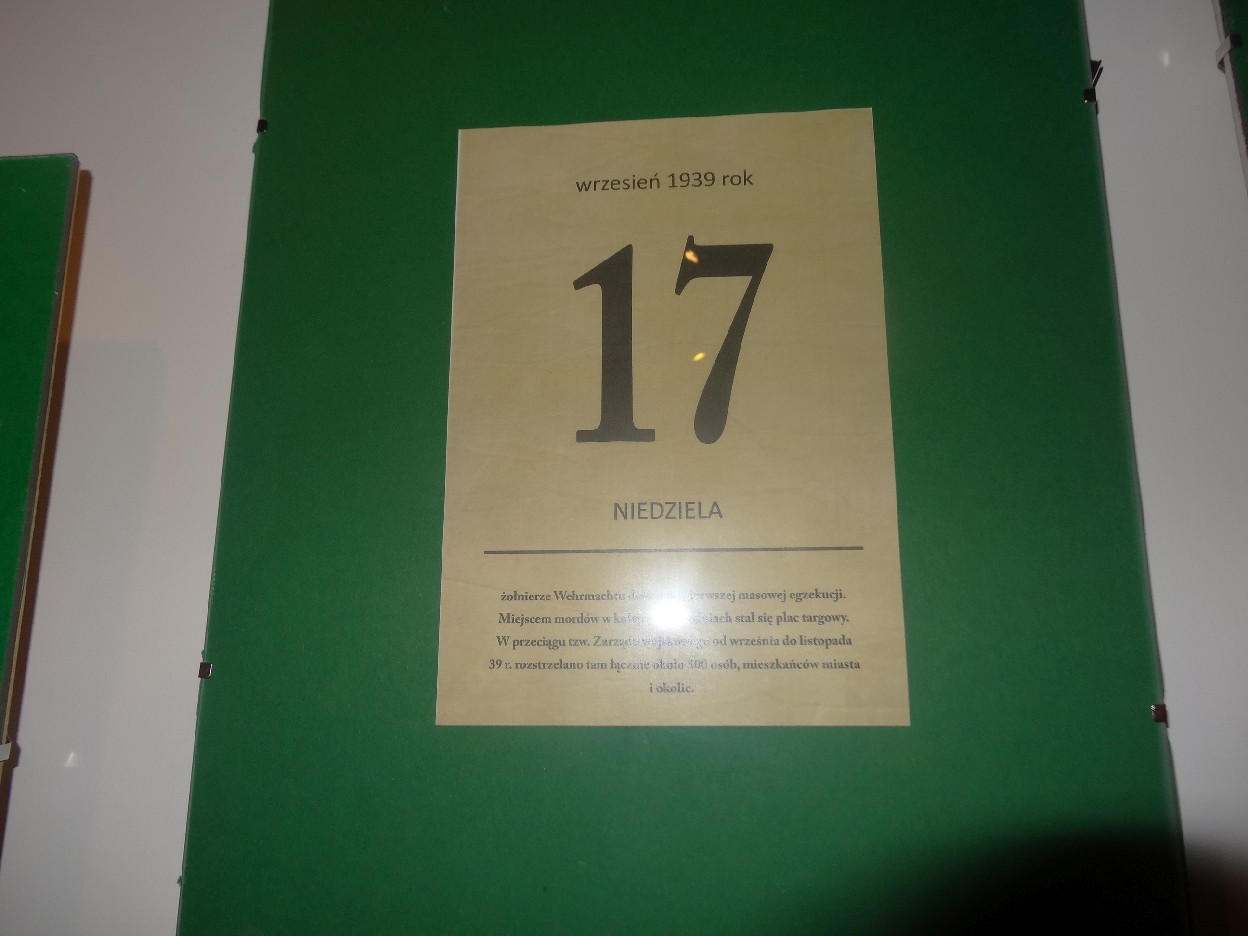 wrzesień 1939 rok
17
NIEDZIELA
żołnierze Wehrmachtu pierwszej masowej egzekucji.
Miejscem mordów w stał się plac targowy.
W przeciągu tzw. Zarządu wojskowego od września do listopada
39 r. rozstrzelano tam łącznie około 300 osób, mieszkańców miasta
i okolic.